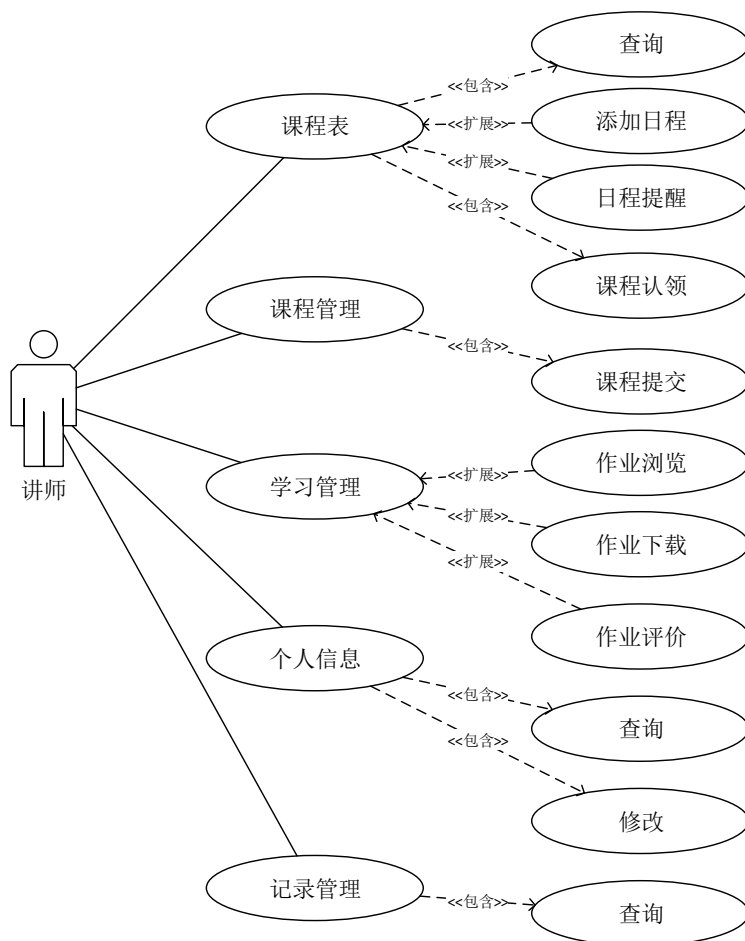 查询
<<包含>>
课程表
<<扩展>>
添加日程
<<扩展>>
日程提醒
<<包含>>
课程认领
课程管理
<<包含>>
课程提交
讲师
学习管理
<<扩展>>
作业浏览
<<扩展>>
作业下载
<<扩展>>
作业评价
个人信息
<<包含>>
查询
<<包含>>
修改
记录管理
<<包含>>
查询